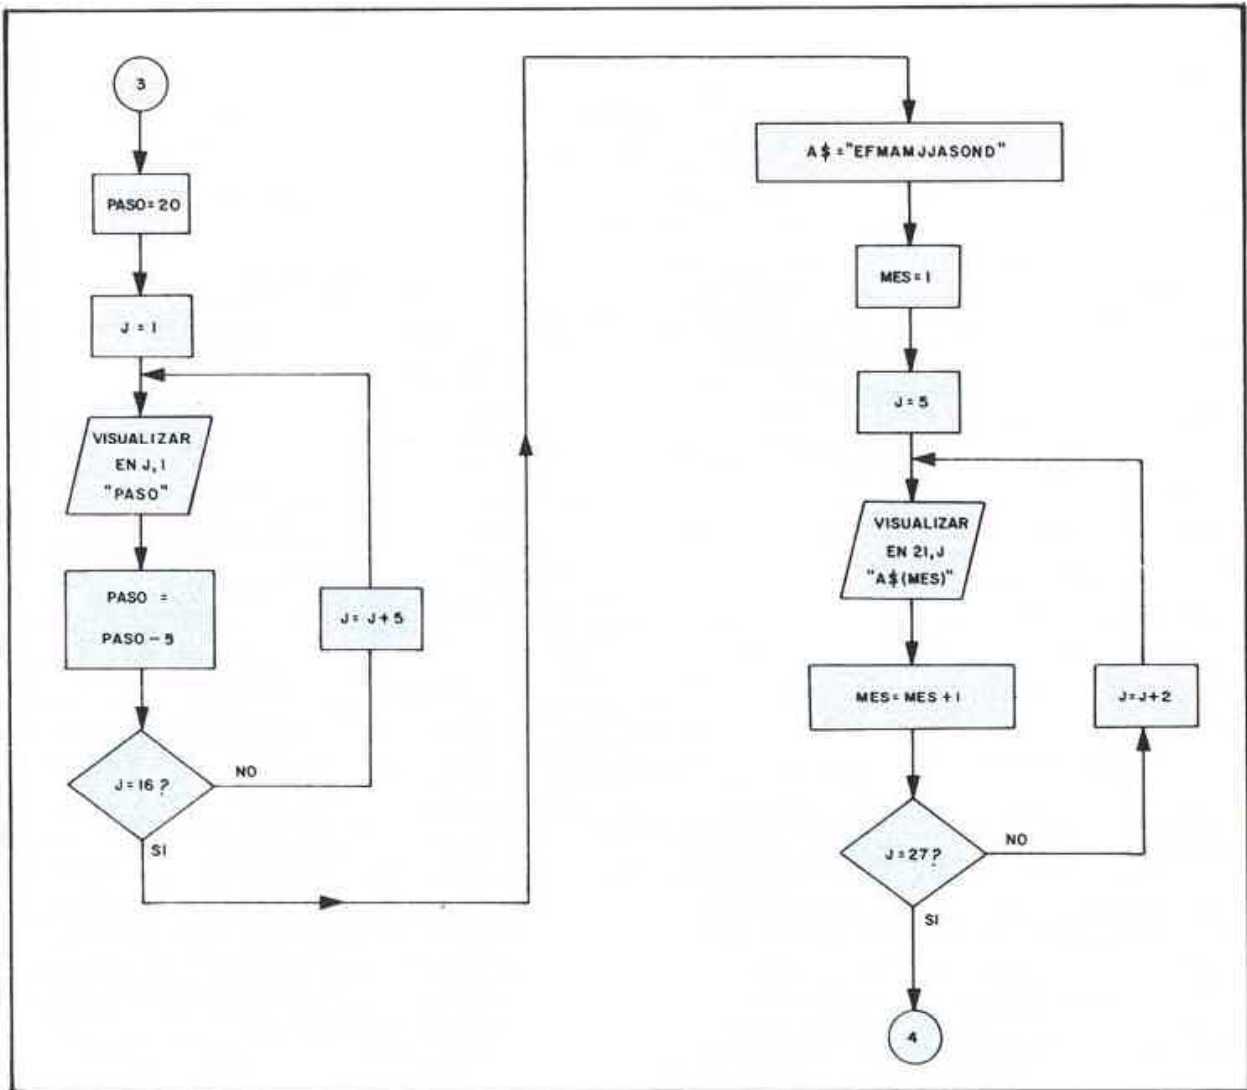 3
PASO=20
J = 1
VISUALIZAR
EN J, 1
"PASO"
PASO =
PASO - 5
J= J+5
J=16?
NO
SI
A$="EFMAMJJASOND"
MES=1
J=5
VISUALIZAR
EN 21,J
"A$(MES)"
MES=MES+1
J=J+2
J=27?
NO
SI
4